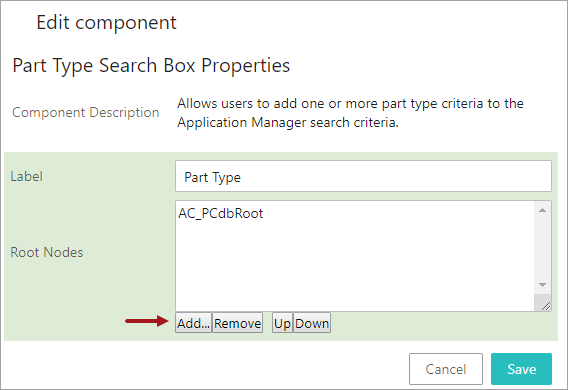 Edit component
Part Type Search Box Properties
Component Description
Allows users to add one or more part type criteria to the
Application Manager search criteria.
Label
Part Type
Root Nodes
AC_PCdbRoot
Add... Remove Up Down
Cancel Save